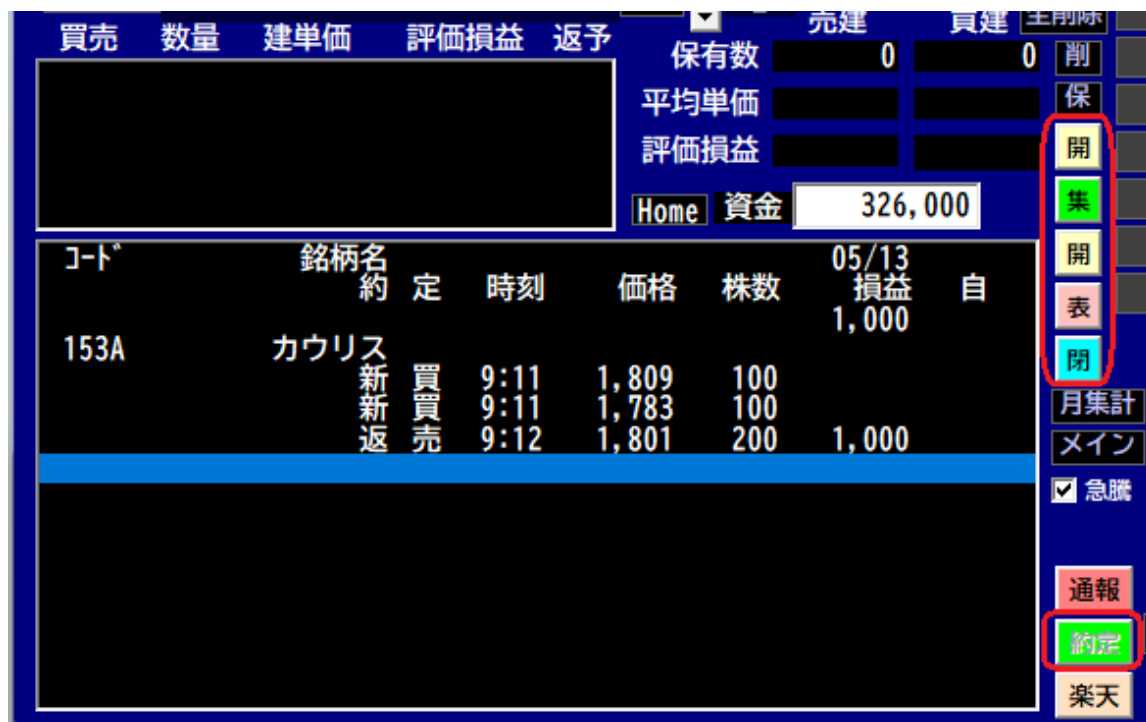 売建 買建 全削除
買売 数量 建単価 評価損益 返予
保有数 0 0 削
平均単価 保
評価損益 開
Home 資金 326,000 集
コード 銘柄名 05/13 開
約 定 時刻 価格 株数 損益 自
1,000 表
153A カウリス 閉
新 買 9:11 1,809 100
新 買 9:11 1,783 100 月集計
返 売 9:12 1,801 200 1,000 メイン
急騰
通報
約定
楽天